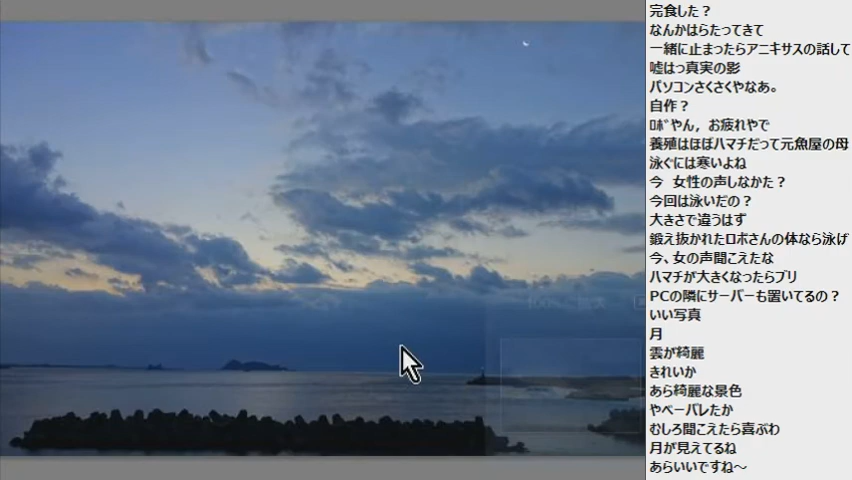 完食した？
なんかはらたってきて
一緒に止まったらアニキサスの話して
嘘はっ真実の影
パソコンさくさくやなあ。
自作？
ﾛﾎﾞやん，お疲れやで
養殖はほぼハマチだって元魚屋の母
泳ぐには寒いよね
今　女性の声しなかた？
今回は泳いだの？
大きさで違うはず
鍛え抜かれたロボさんの体なら泳げ
今、女の声聞こえたな
ハマチが大きくなったらブリ
PCの隣にサーバーも置いてるの？
いい写真
月
雲が綺麗
きれいか
あら綺麗な景色
やべーバレたか
むしろ聞こえたら喜ぶわ
月が見えてるね
あらいいですね～